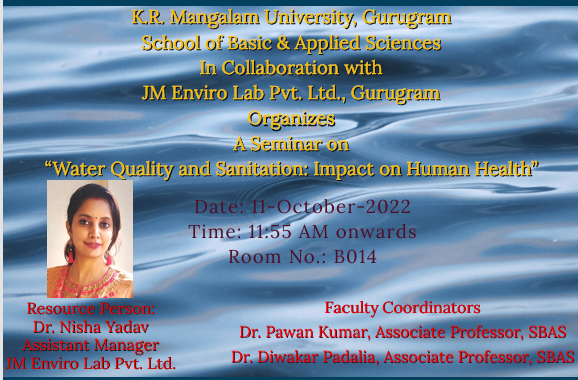 K.R. Mangalam University, Gurugram
School of Basic & Applied Sciences
In Collaboration with
JM Enviro Lab Pvt. Ltd., Gurugram
Organizes
A Seminar on
“Water Quality and Sanitation: Impact on Human Health”
Date: 11-October-2022
Time: 11:55 AM onwards
Room No.: B014
Resource Person:
Dr. Nisha Yadav
Assistant Manager
JM Enviro Lab Pvt. Ltd.
Faculty Coordinators
Dr. Pawan Kumar, Associate Professor, SBAS
Dr. Diwakar Padalia, Associate Professor, SBAS